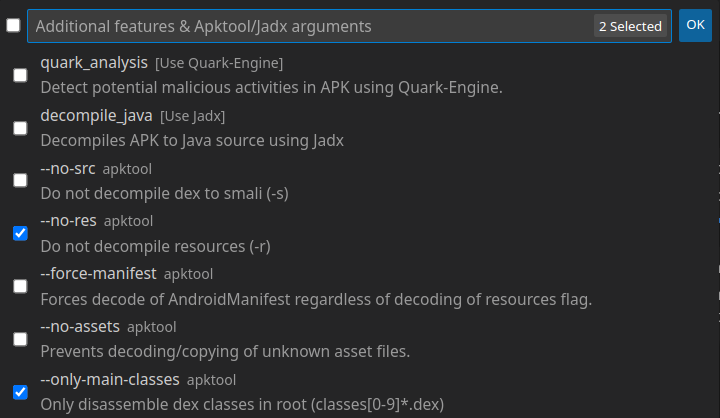 Additional features & Apktool/Jadx arguments 2 Selected OK
quark_analysis [Use Quark-Engine]
Detect potential malicious activities in APK using Quark-Engine.
decompile_java [Use Jadx]
Decompiles APK to Java source using Jadx
--no-src apktool
Do not decompile dex to smali (-s)
--no-res apktool
Do not decompile resources (-r)
--force-manifest apktool
Forces decode of AndroidManifest regardless of decoding of resources flag.
--no-assets apktool
Prevents decoding/copying of unknown asset files.
--only-main-classes apktool
Only disassemble dex classes in root (classes[0-9]*.dex)